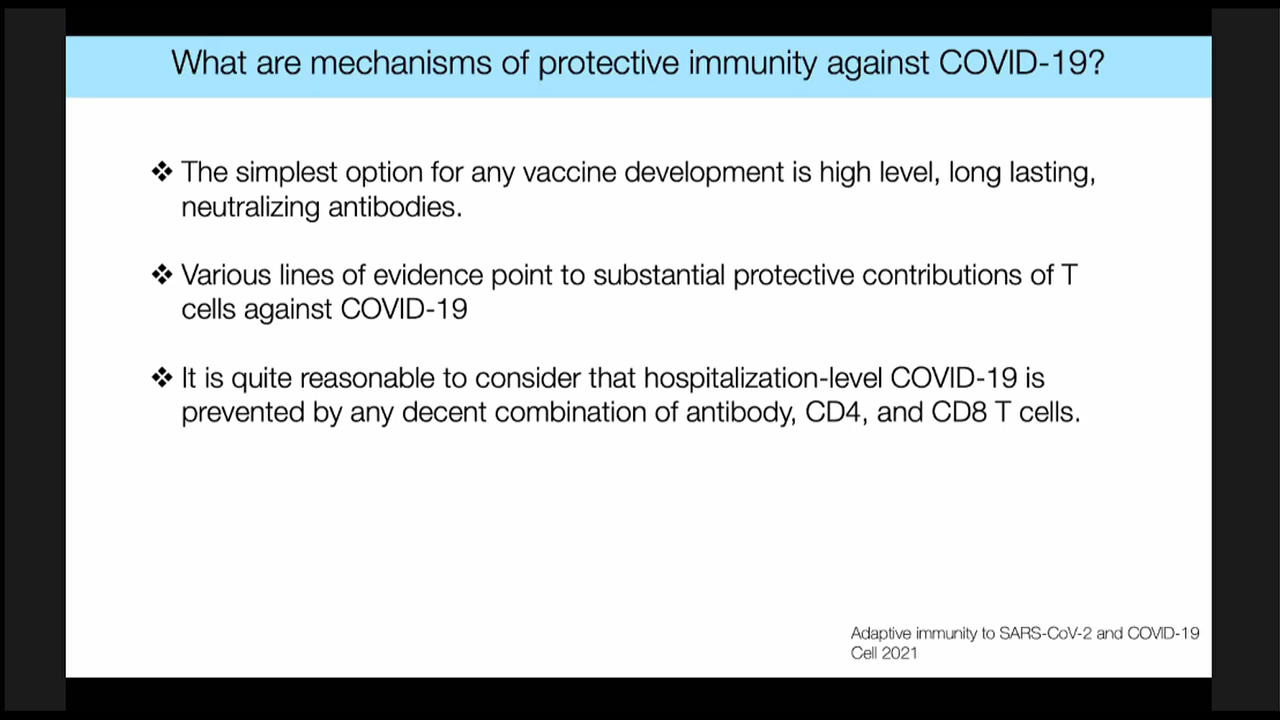 What are mechanisms of protective immunity against COVID-19?
❖ The simplest option for any vaccine development is high level, long lasting,
neutralizing antibodies.
❖ Various lines of evidence point to substantial protective contributions of T
cells against COVID-19
❖ It is quite reasonable to consider that hospitalization-level COVID-19 is
prevented by any decent combination of antibody, CD4, and CD8 T cells.
Adaptive immunity to SARS-CoV-2 and COVID-19
Cell 2021